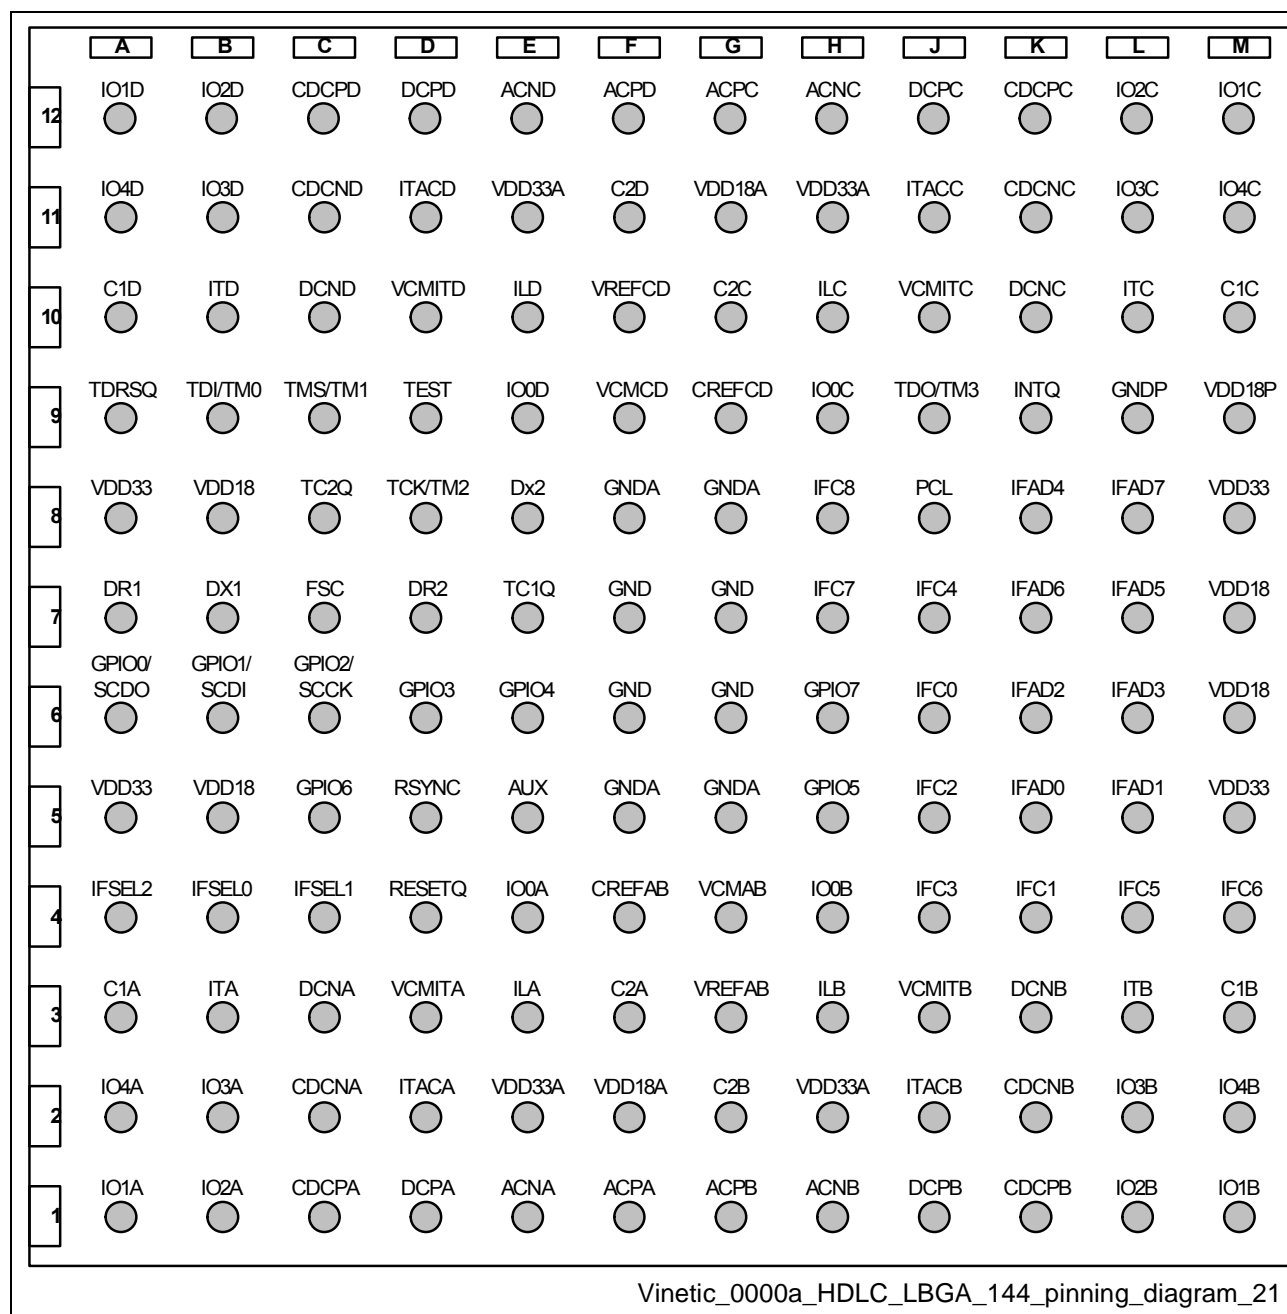 A B C D E F G H J K L M
IO1D IO2D CDCPD DCPD ACND ACPD ACPC ACNC DCPC CDCPC IO2C IO1C
12
IO4D IO3D CDCND ITACD VDD33A C2D VDD18A VDD33A ITACC CDCNC IO3C IO4C
11
C1D ITD DCND VCMITD ILD VREFCD C2C ILC VCMITC DCNC ITC C1C
10
TDRSQ TDI/TM0 TMS/TM1 TEST IO0D VCMCD CREFCD IO0C TDO/TM3 INTQ GNDP VDD18P
9
VDD33 VDD18 TC2Q TCK/TM2 Dx2 GNDA GNDA IFC8 PCL IFAD4 IFAD7 VDD33
8
DR1 DX1 FSC DR2 TC1Q GND GND IFC7 IFC4 IFAD6 IFAD5 VDD18
7
GPIO0/ GPIO1/ GPIO2/
SCDO SCDI SCCK GPIO3 GPIO4 GND GND GPIO7 IFC0 IFAD2 IFAD3 VDD18
6
VDD33 VDD18 GPIO6 RSYNC AUX GNDA GNDA GPIO5 IFC2 IFAD0 IFAD1 VDD33
5
IFSEL2 IFSEL0 IFSEL1 RESETQ IO0A CREFAB VCMAB IO0B IFC3 IFC1 IFC5 IFC6
4
C1A ITA DCNA VCMITA ILA C2A VREFAB ILB VCMITB DCNB ITB C1B
3
IO4A IO3A CDCNA ITACA VDD33A VDD18A C2B VDD33A ITACB CDCNB IO3B IO4B
2
IO1A IO2A CDCPA DCPA ACNA ACPA ACPB ACNB DCPB CDCPB IO2B IO1B
1
Vinetic_0000a_HDLC_LBGA_144_pinning_diagram_21